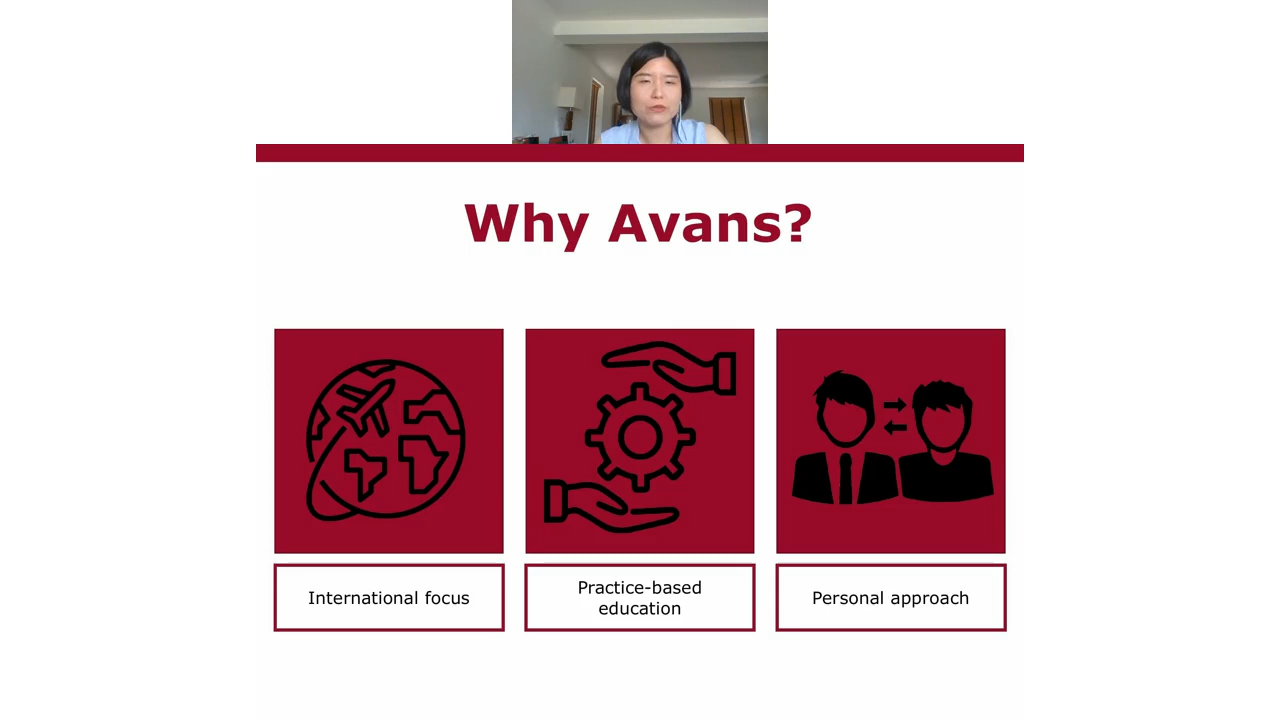 Why Avans?
International focus
Practice-based
education
Personal approach